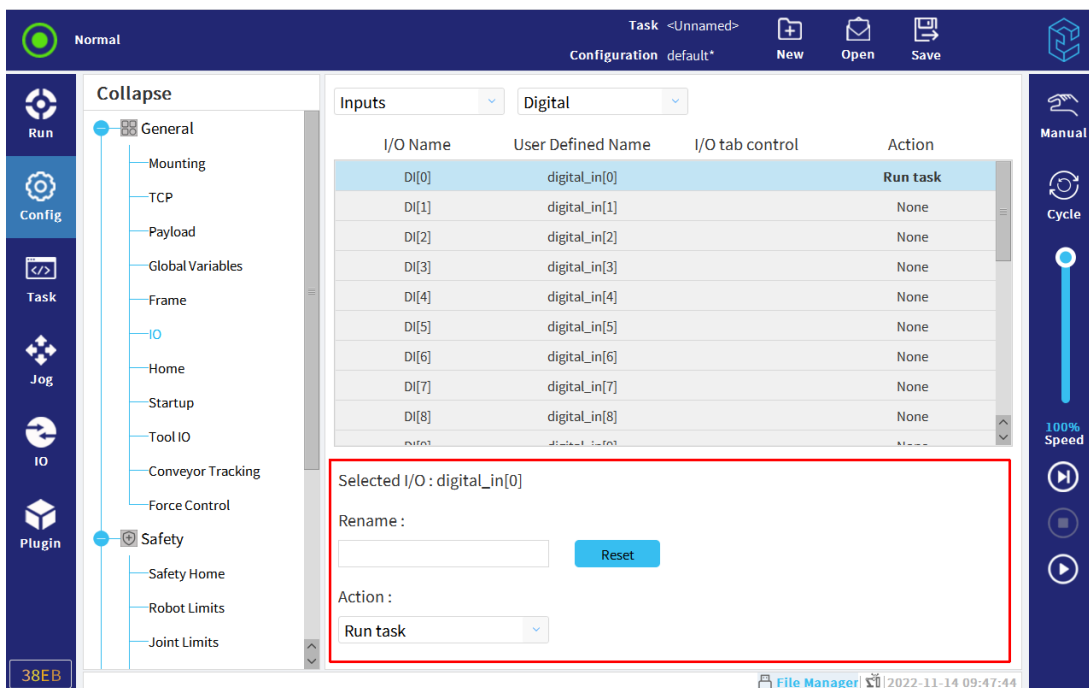 Normal
Task <Unnamed>
Configuration default*
New
Open
Save
Run
Config
Task
Jog
IO
Plugin
38EB
Collapse
General
Mounting
TCP
Payload
Global Variables
Frame
IO
Home
Startup
Tool IO
Conveyor Tracking
Force Control
Safety
Safety Home
Robot Limits
Joint Limits
Inputs Digital
I/O Name User Defined Name I/O tab control Action
DI[0] digital_in[0] Run task
DI[1] digital_in[1] None
DI[2] digital_in[2] None
DI[3] digital_in[3] None
DI[4] digital_in[4] None
DI[5] digital_in[5] None
DI[6] digital_in[6] None
DI[7] digital_in[7] None
DI[8] digital_in[8] None
DI[9] digital_in[9] None
Selected I/O : digital_in[0]
Rename :
Reset
Action :
Run task
Manual
Cycle
100%
Speed
File Manager 2022-11-14 09:47:44